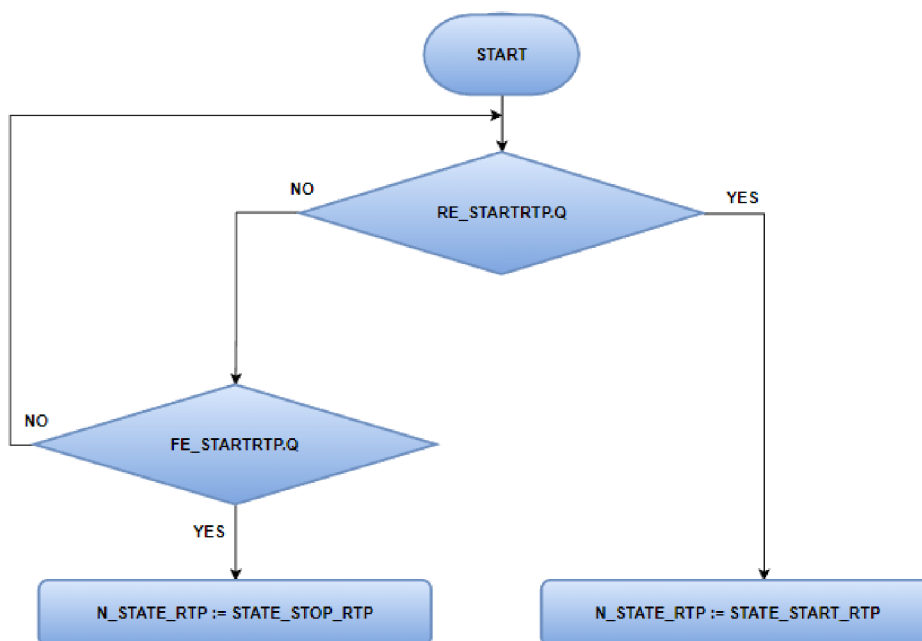 START
NO
RE_STARTRTP.Q
YES
NO
FE_STARTRTP.Q
YES
N_STATE_RTP := STATE_STOP_RTP
N_STATE_RTP := STATE_START_RTP